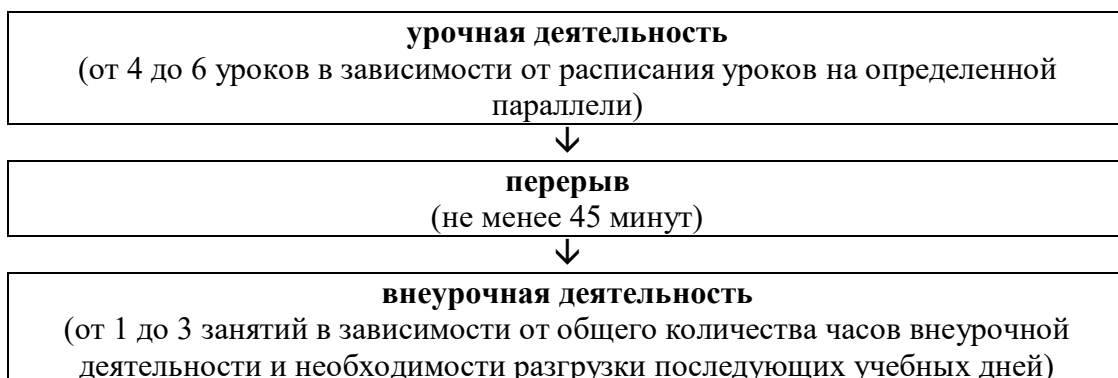 урочная деятельность
(от 4 до 6 уроков в зависимости от расписания уроков на определенной
параллели)
↓
перерыв
(не менее 45 минут)
↓
внеурочная деятельность
(от 1 до 3 занятий в зависимости от общего количества часов внеурочной
деятельности и необходимости разгрузки последующих учебных дней)